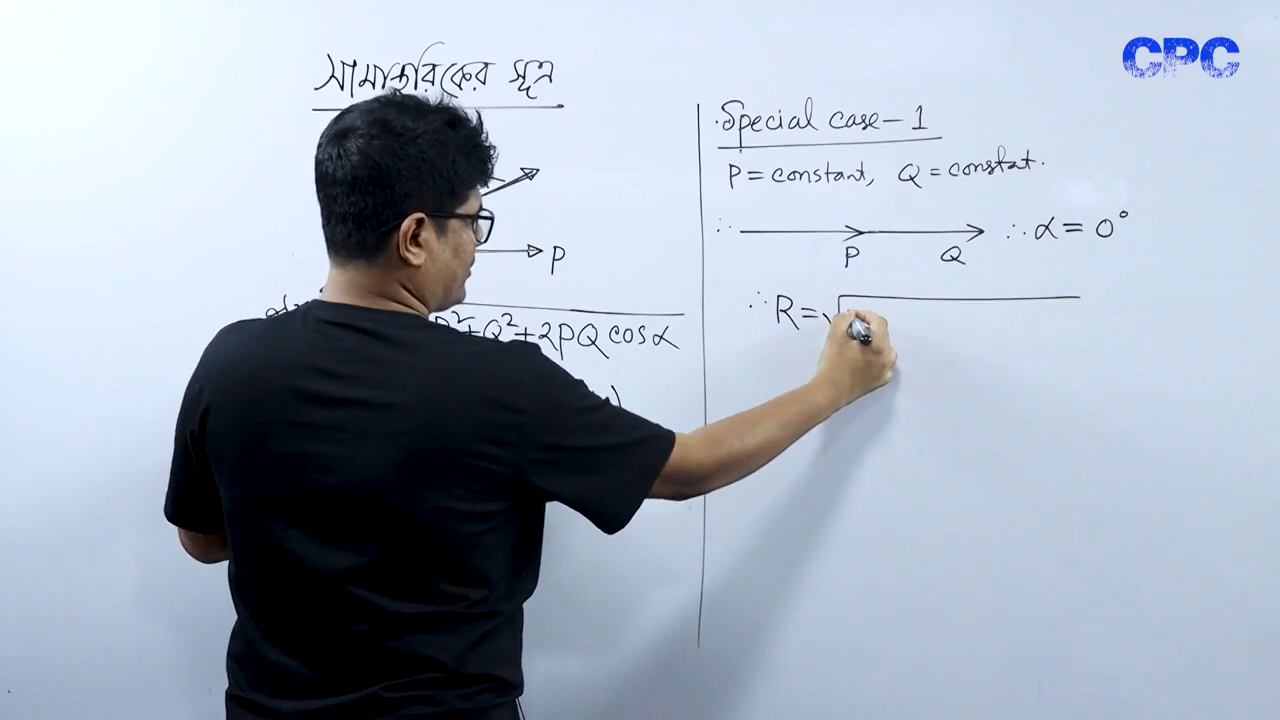 CPC
সামান্তরিকের সূত্র
P
P²+Q²+2PQ cosα
Special case-1
P = constant, Q = constat.
∴ P Q ∴ α = 0°
∴ R = √